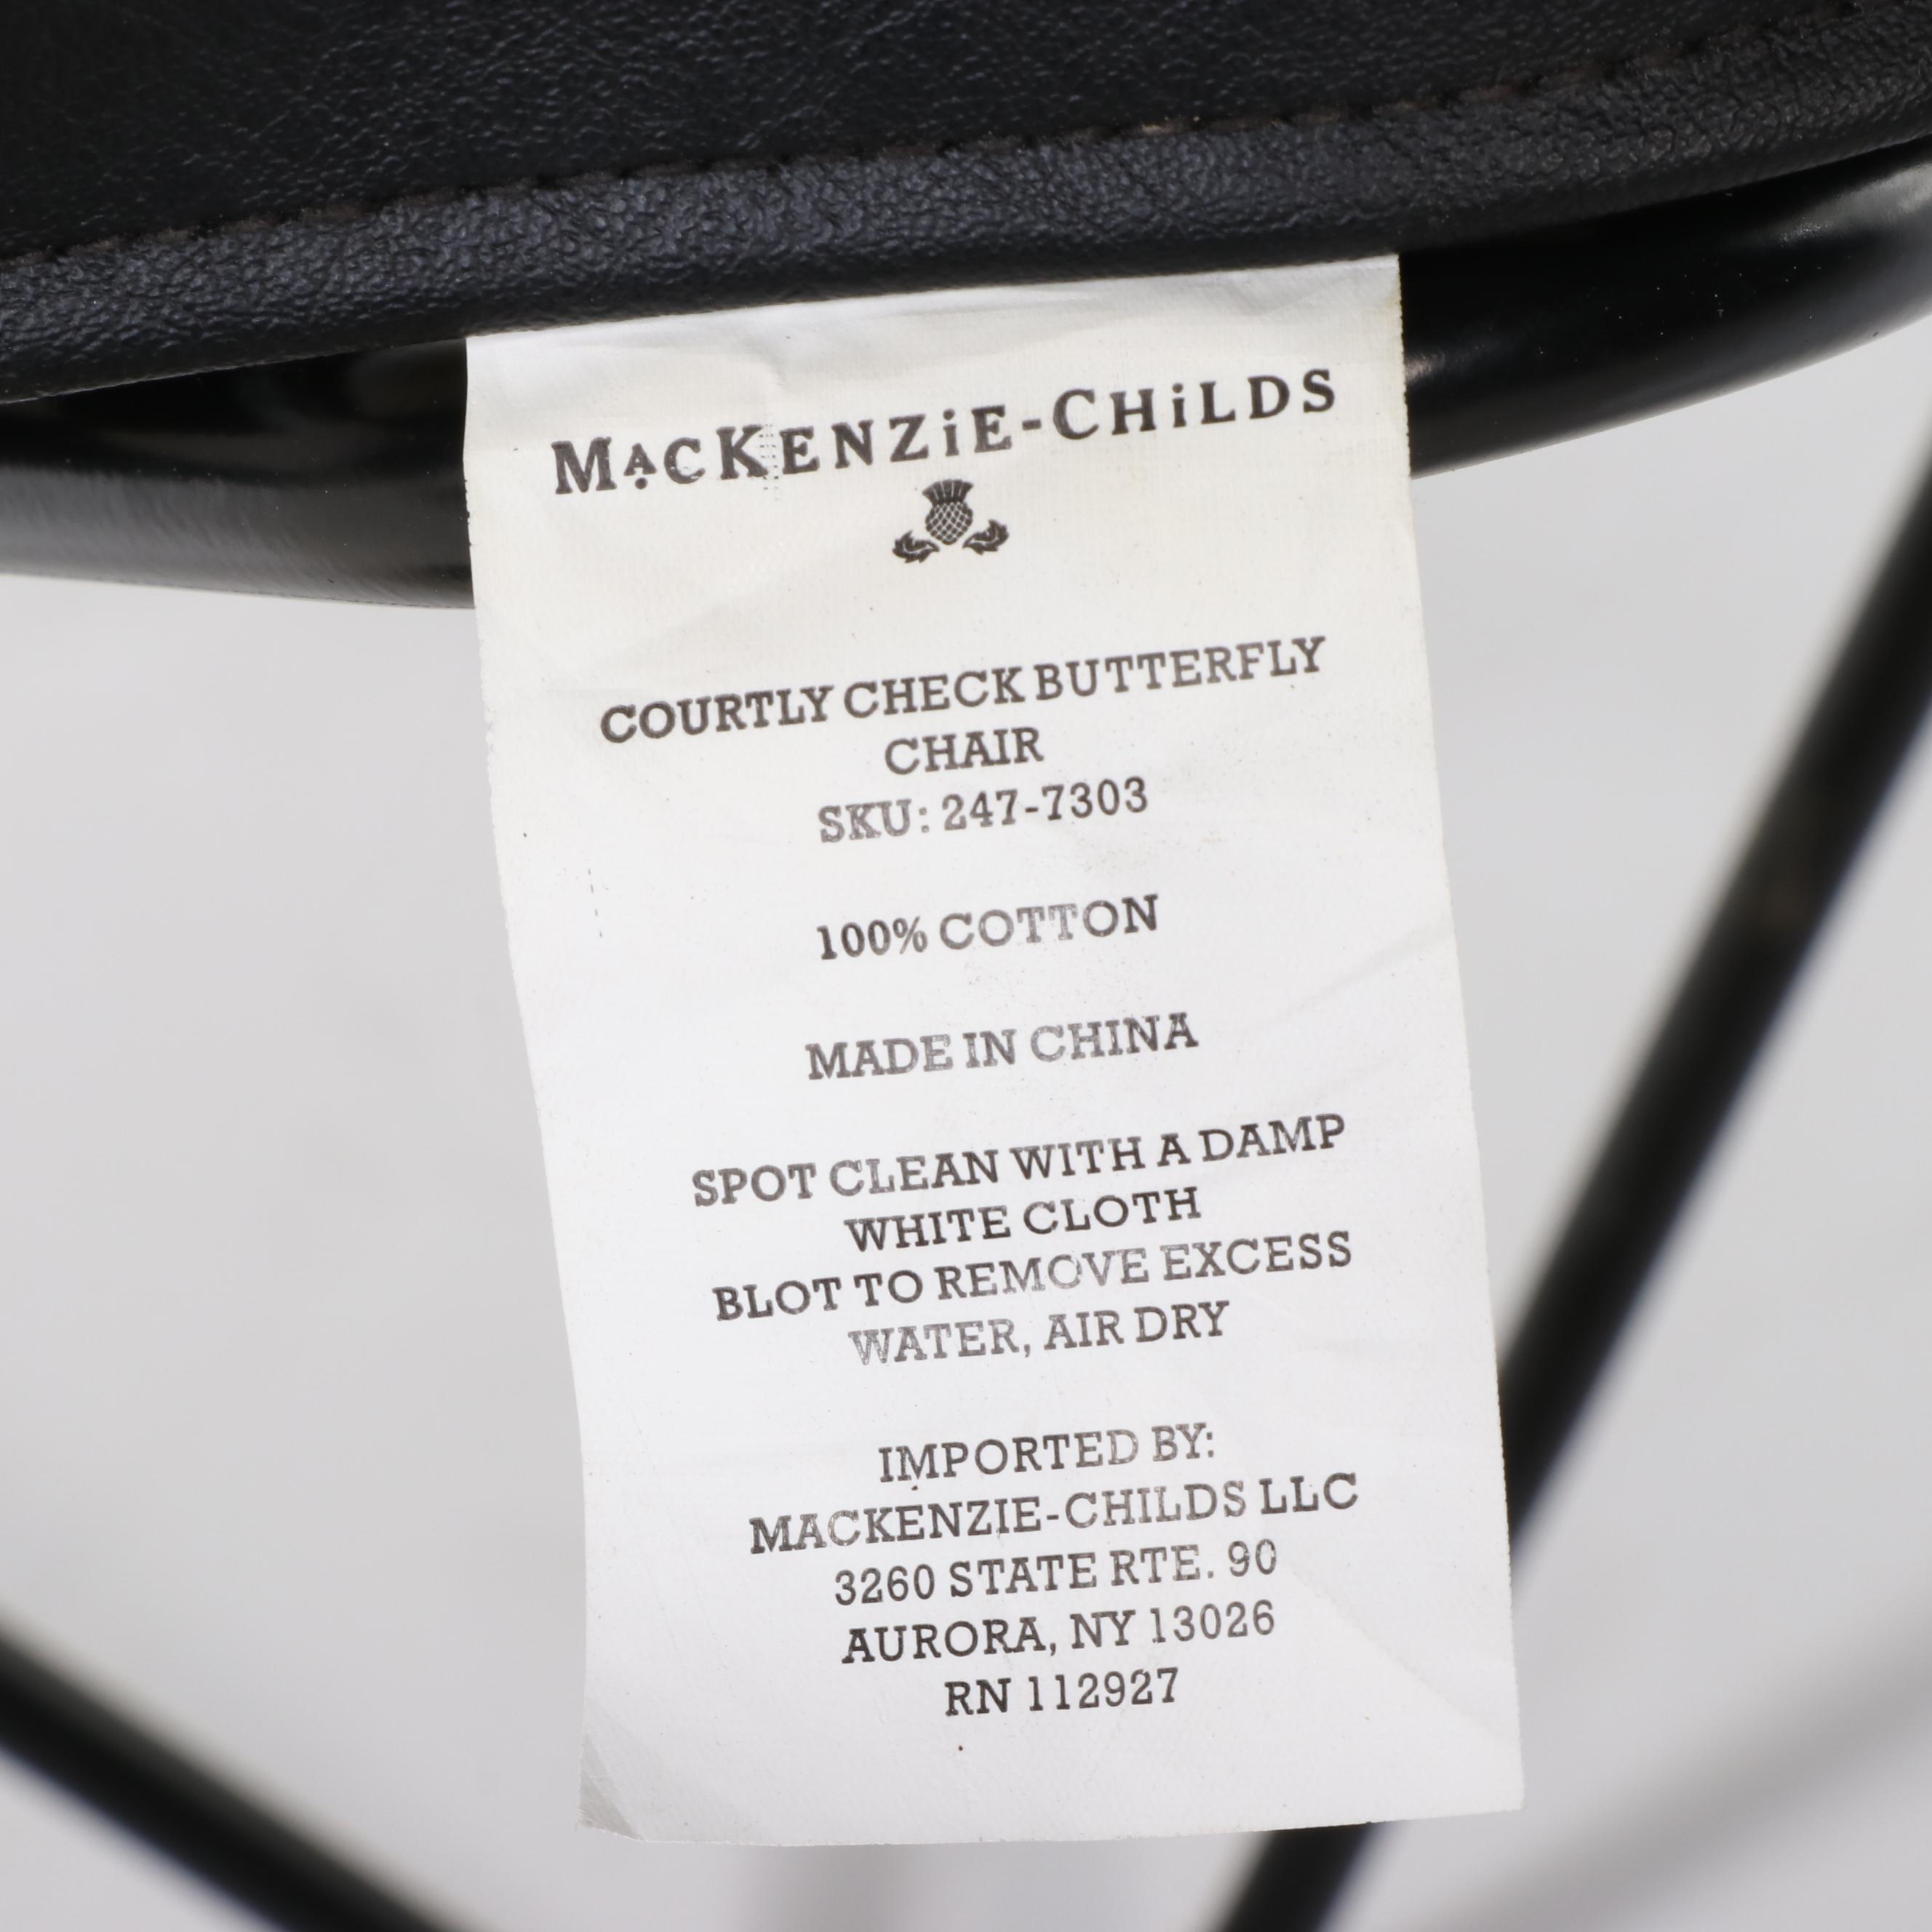 MACKENZiE-CHiLDS
COURTLY CHECK BUTTERFLY
CHAIR
SKU: 247-7303
100% COTTON
MADE IN CHINA
SPOT CLEAN WITH A DAMP
WHITE CLOTH
BLOT TO REMOVE EXCESS
WATER, AIR DRY
IMPORTED BY:
MACKENZIE-CHILDS LLC
3260 STATE RTE. 90
AURORA, NY 13026
RN 112927